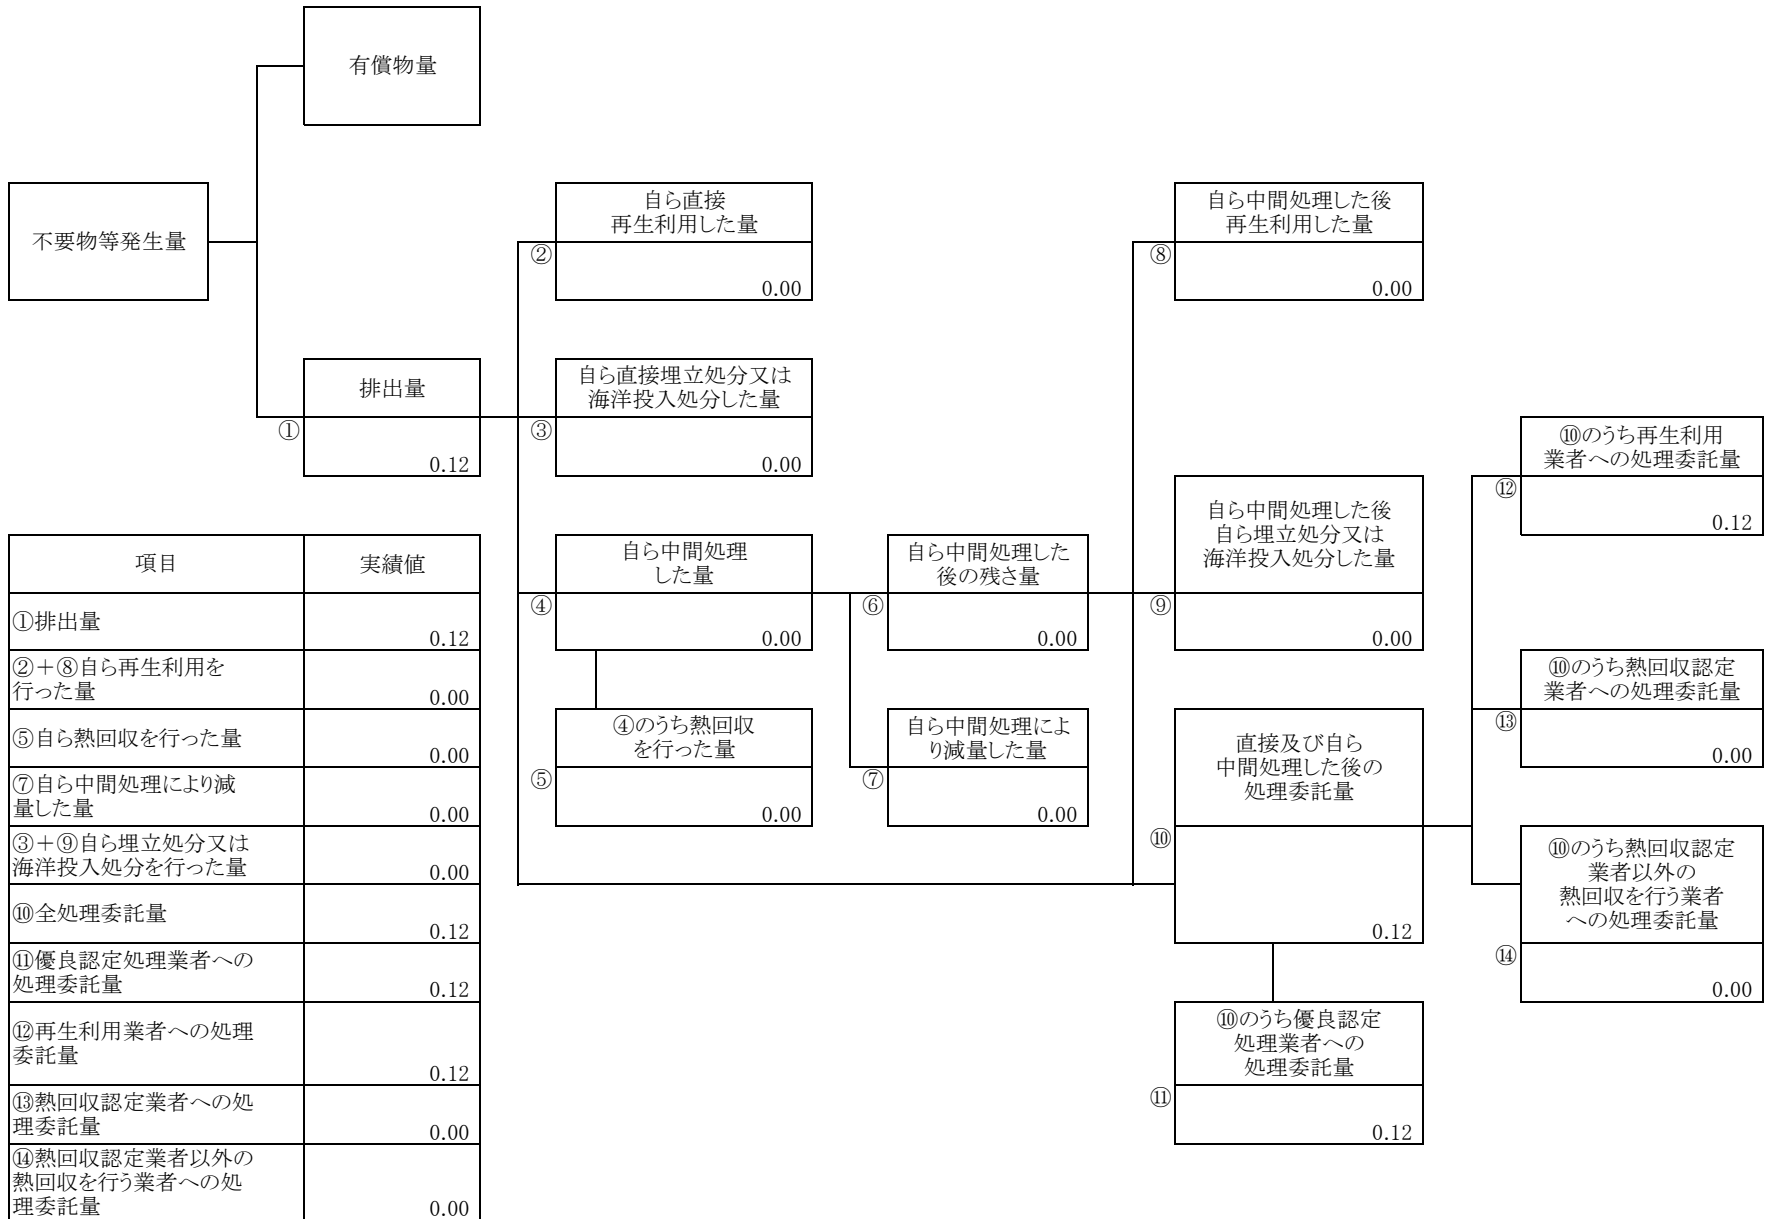 有償物量
不要物等発生量
自ら直接
再生利用した量
②
0.00
自ら中間処理した後
再生利用した量
⑧
0.00
排出量
①
0.12
自ら直接埋立処分又は
海洋投入処分した量
③
0.00
⑩のうち再生利用
業者への処理委託量
⑫
0.12
自ら中間処理
した量
④
0.00
自ら中間処理した
後の残さ量
⑥
0.00
自ら中間処理した後
自ら埋立処分又は
海洋投入処分した量
⑨
0.00
④のうち熱回収
を行った量
⑤
0.00
自ら中間処理によ
り減量した量
⑦
0.00
直接及び自ら
中間処理した後の
処理委託量
⑩
0.12
⑩のうち熱回収認定
業者への処理委託量
⑬
0.00
⑩のうち熱回収認定
業者以外の
熱回収を行う業者
への処理委託量
⑭
0.00
⑩のうち優良認定
処理業者への
処理委託量
⑪
0.12
項目 実績値
①排出量
0.12
②＋⑧自ら再生利用を
行った量
0.00
⑤自ら熱回収を行った量
0.00
⑦自ら中間処理により減
量した量
0.00
③＋⑨自ら埋立処分又は
海洋投入処分を行った量
0.00
⑩全処理委託量
0.12
⑪優良認定処理業者への
処理委託量
0.12
⑫再生利用業者への処理
委託量
0.12
⑬熱回収認定業者への処
理委託量
0.00
⑭熱回収認定業者以外の
熱回収を行う業者への処
理委託量
0.00